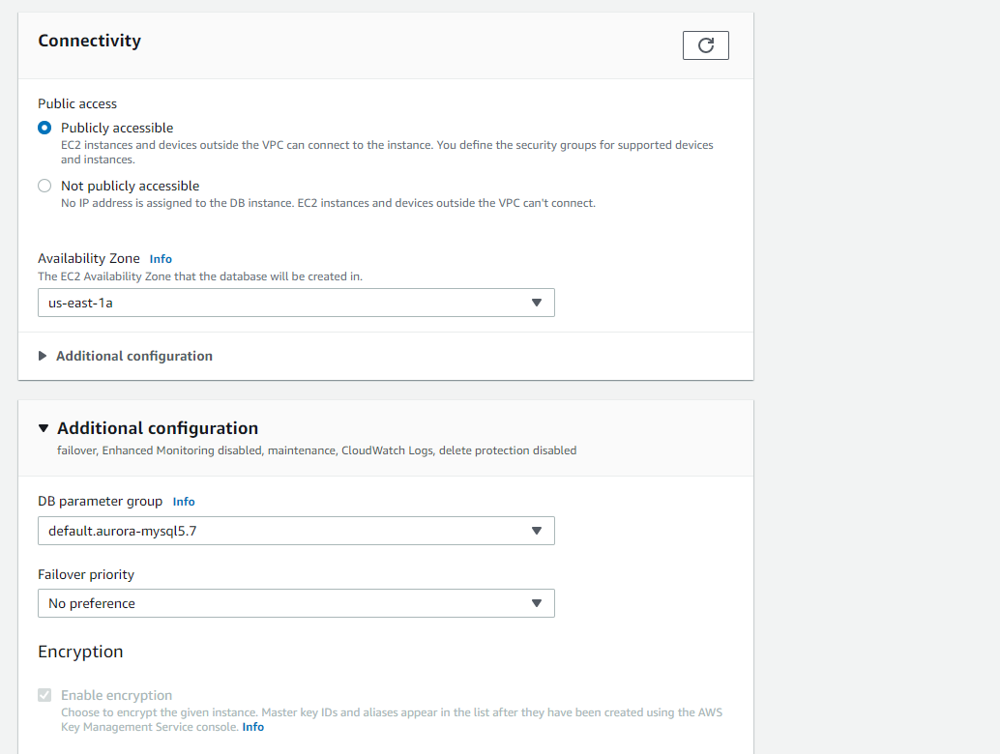 Connectivity
Public access
Publicly accessible
EC2 instances and devices outside the VPC can connect to the instance. You define the security groups for supported devices
and instances.
Not publicly accessible
No IP address is assigned to the DB instance. EC2 instances and devices outside the VPC can't connect.
Availability Zone Info
The EC2 Availability Zone that the database will be created in.
us-east-1a
Additional configuration
Additional configuration
failover, Enhanced Monitoring disabled, maintenance, CloudWatch Logs, delete protection disabled
DB parameter group Info
default.aurora-mysql5.7
Failover priority
No preference
Encryption
Enable encryption
Choose to encrypt the given instance. Master key IDs and aliases appear in the list after they have been created using the AWS
Key Management Service console. Info